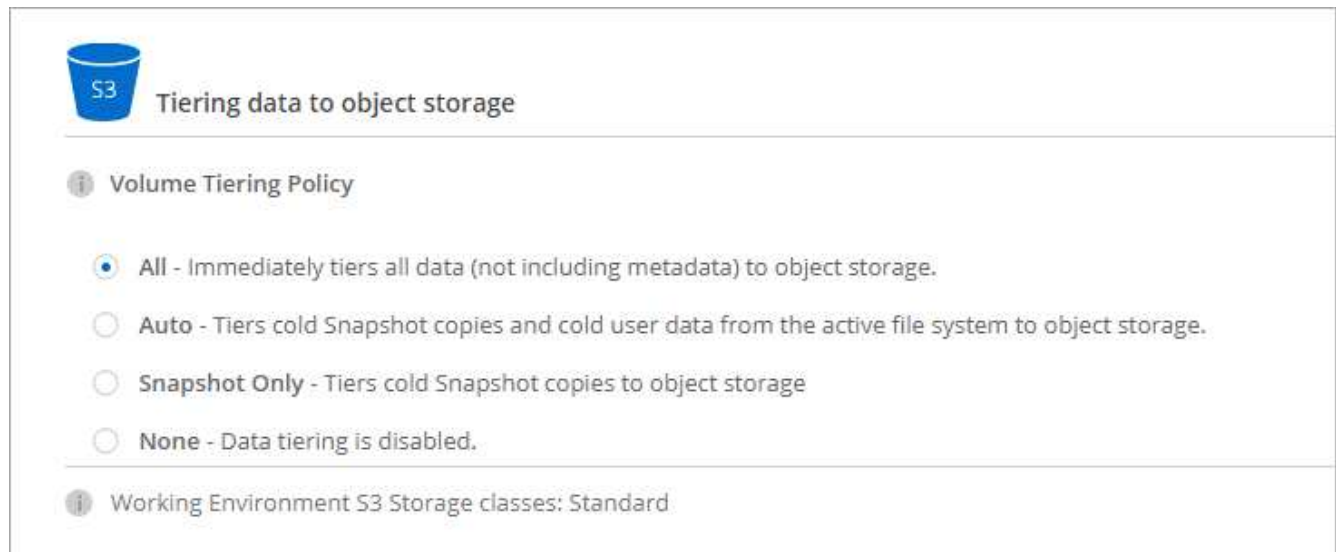 S3
Tiering data to object storage
i Volume Tiering Policy
All - Immediately tiers all data (not including metadata) to object storage.
Auto - Tiers cold Snapshot copies and cold user data from the active file system to object storage.
Snapshot Only - Tiers cold Snapshot copies to object storage
None - Data tiering is disabled.
i Working Environment S3 Storage classes: Standard